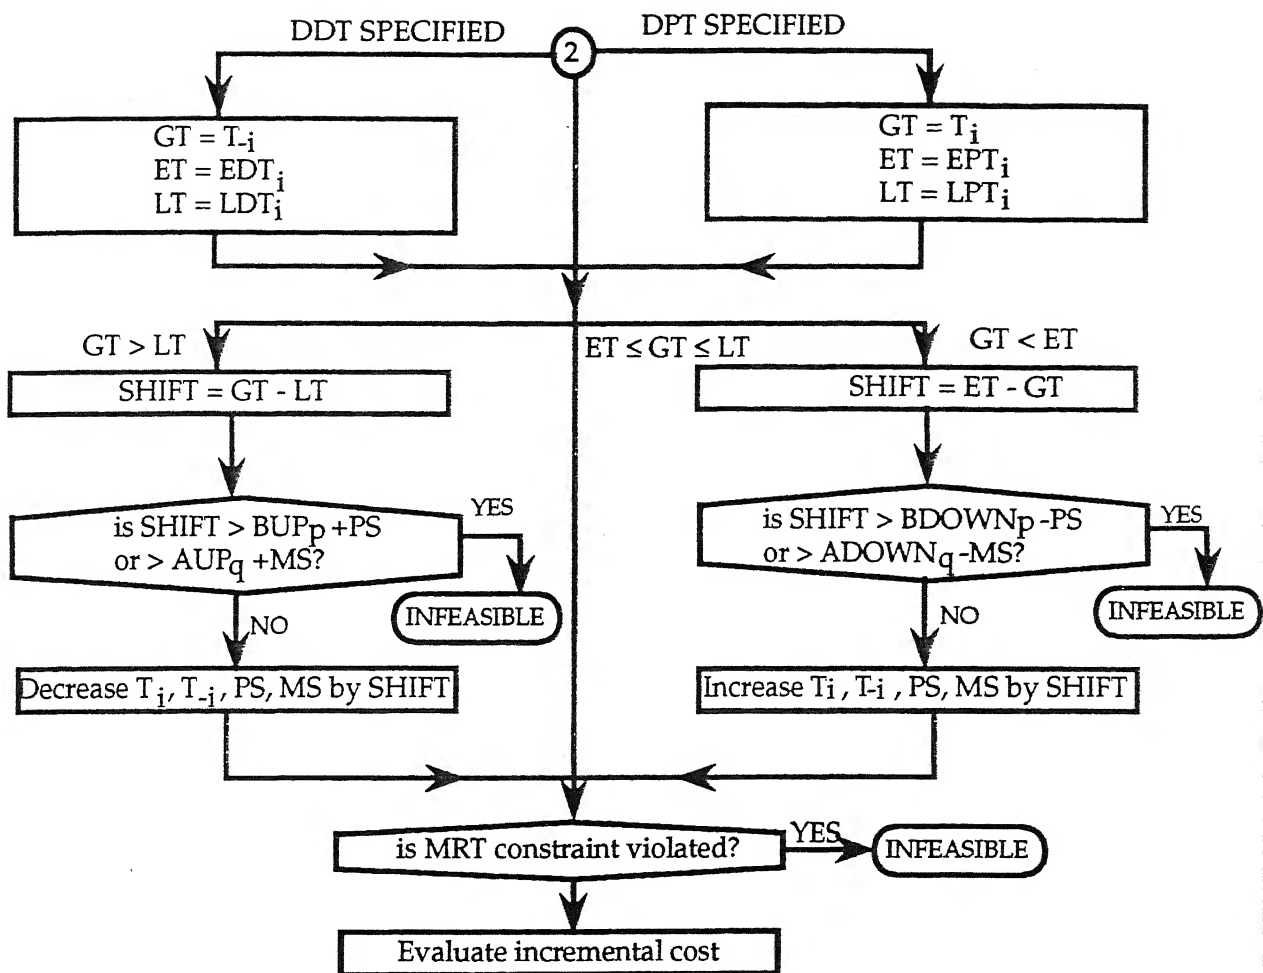 DDT SPECIFIED
2
DPT SPECIFIED
GT = T-i
ET = EDTi
LT = LDTi
GT = Ti
ET = EPTi
LT = LPTi
GT > LT
ET ≤ GT ≤ LT
GT < ET
SHIFT = GT - LT
SHIFT = ET - GT
is SHIFT > BUPp +PS
or > AUPq +MS?
YES
INFEASIBLE
is SHIFT > BDOWNp -PS
or > ADOWNq -MS?
YES
INFEASIBLE
NO
NO
Decrease Ti, T-i, PS, MS by SHIFT
Increase Ti , T-i , PS, MS by SHIFT
is MRT constraint violated?
YES
INFEASIBLE
Evaluate incremental cost